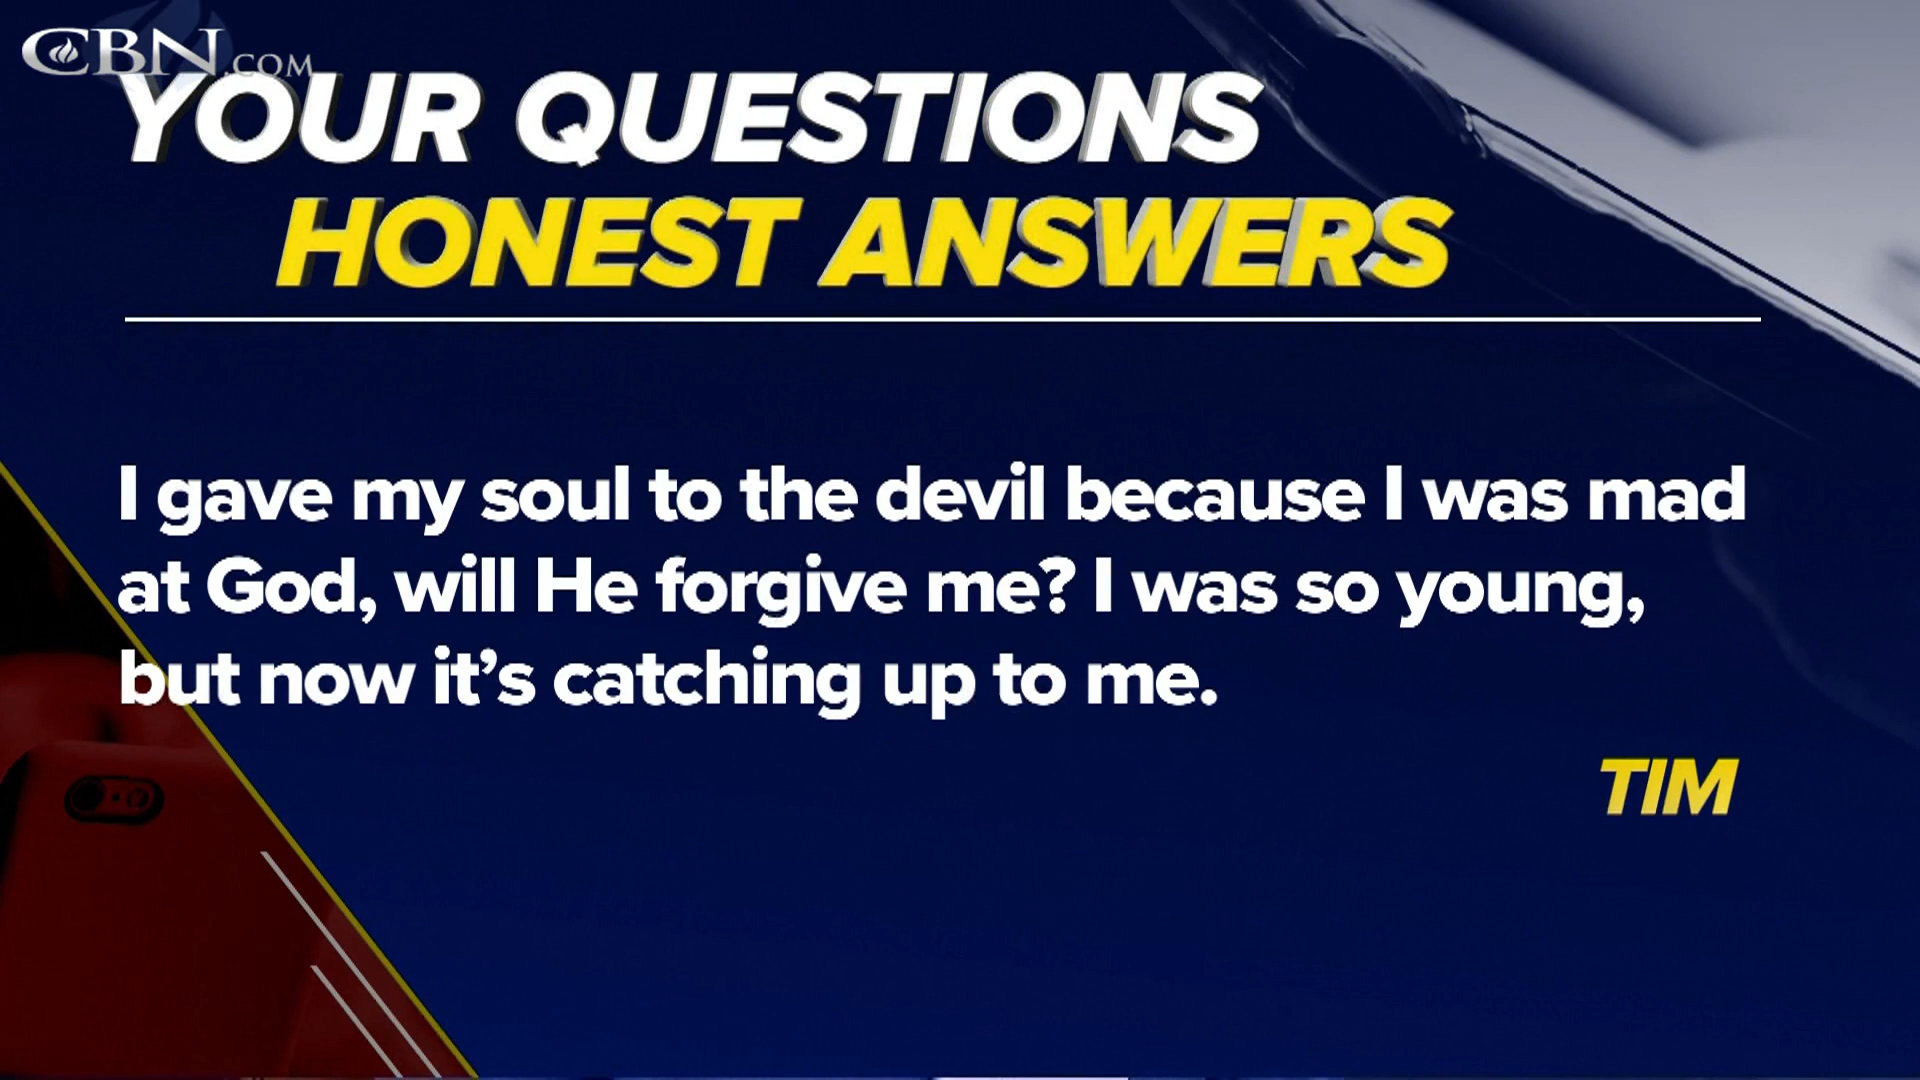 CBN.COM
YOUR QUESTIONS
HONEST ANSWERS
I gave my soul to the devil because I was mad
at God, will He forgive me? I was so young,
but now it’s catching up to me.
TIM